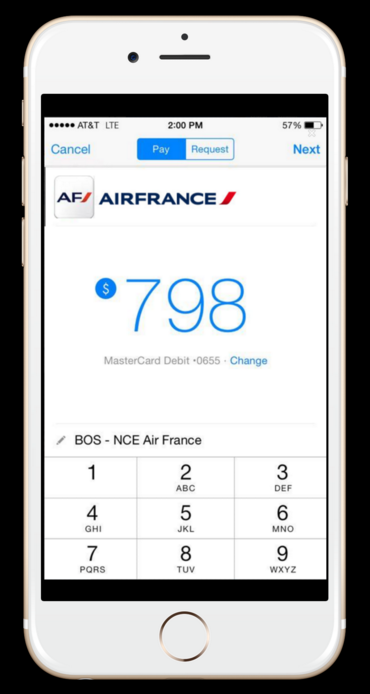 AT&T LTE 2:00 PM 57%
Cancel Pay Request Next
AF AIRFRANCE
$ 798
MasterCard Debit •0655 · Change
BOS - NCE Air France
1 2 3
ABC DEF
4 5 6
GHI JKL MNO
7 8 9
PQRS TUV WXYZ